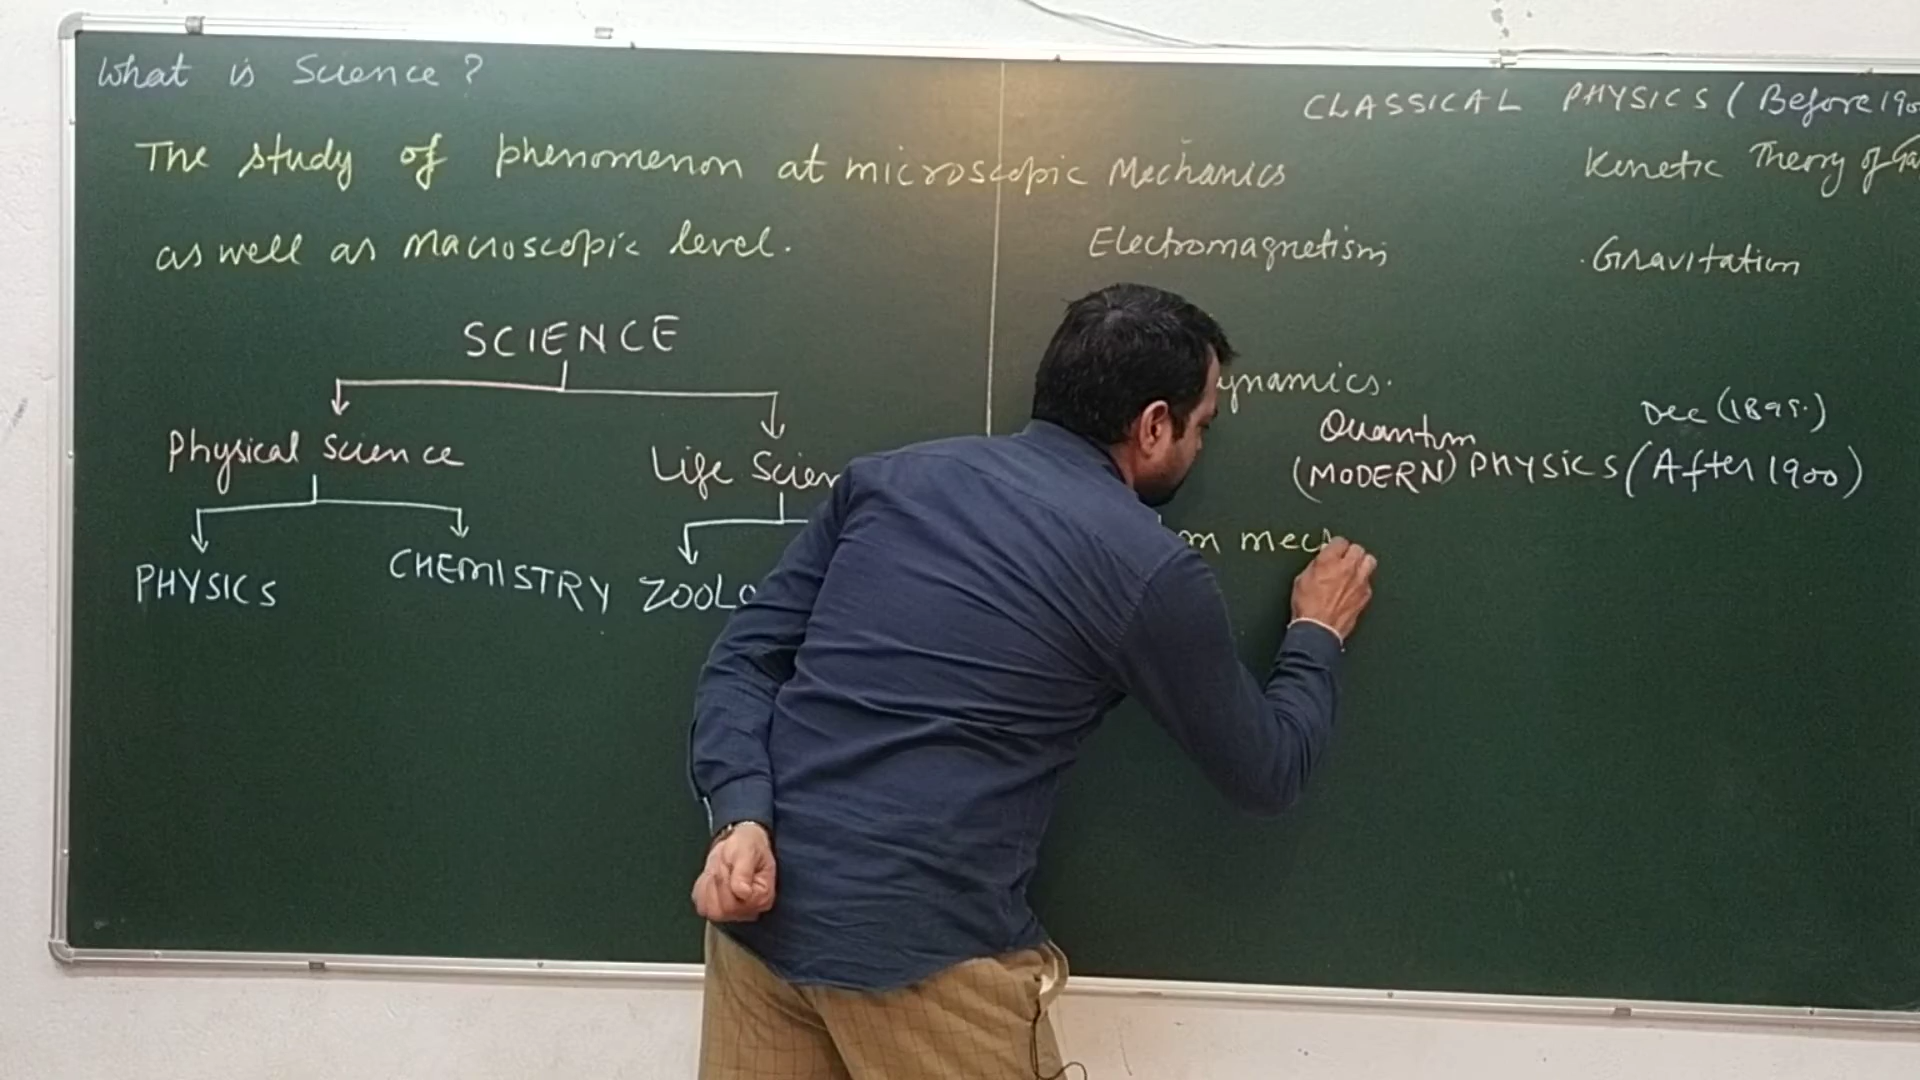 What is Science?
The study of phenomenon at microscopic
as well as Macroscopic level.
SCIENCE
Physical Science
Life Scien
PHYSICS
CHEMISTRY
ZOOLO
CLASSICAL PHYSICS (Before 190
Mechanics
Kinetic Theory of Ga
Electromagnetism
Gravitation
ynamics.
Dec (1895.)
Quantum
(MODERN) PHYSICS (After 1900)
m mec